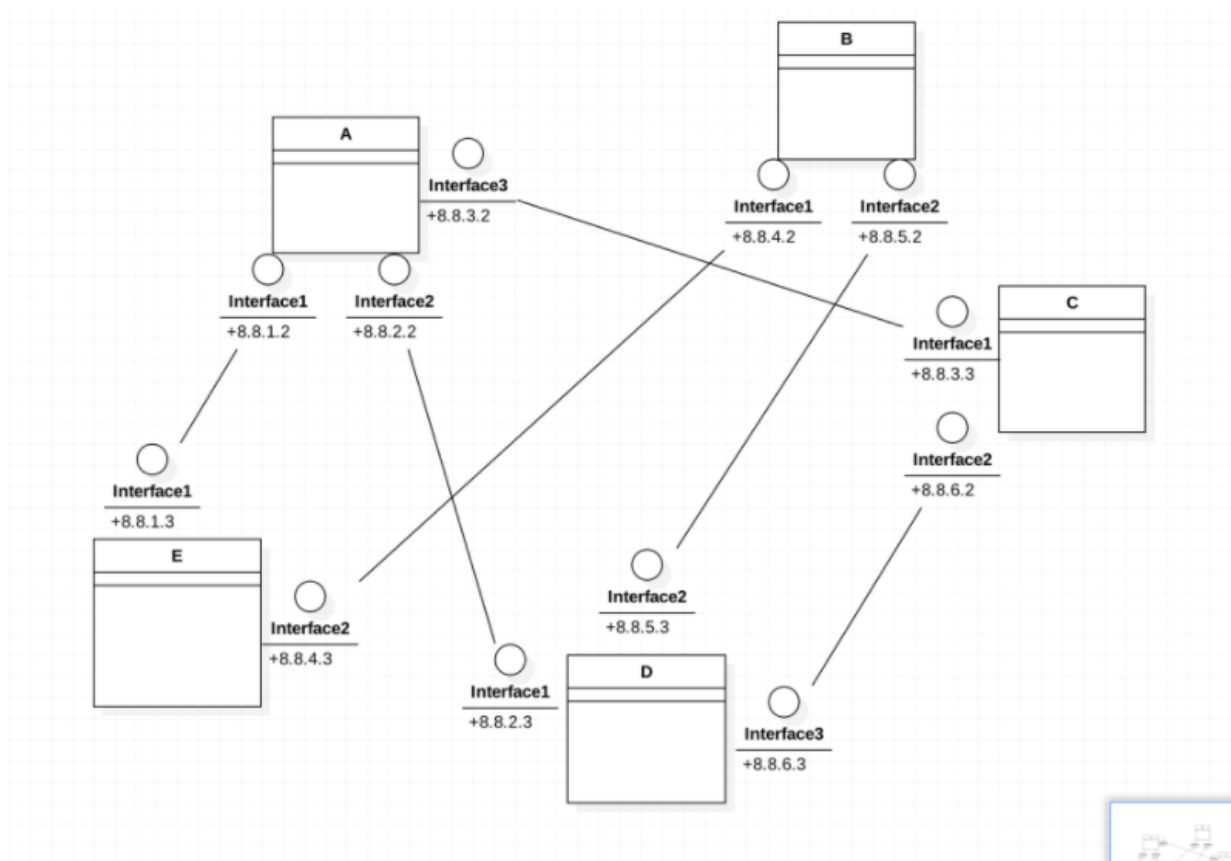 B
A
Interface3
+8.8.3.2
Interface1
+8.8.4.2
Interface2
+8.8.5.2
Interface1
+8.8.1.2
Interface2
+8.8.2.2
C
Interface1
+8.8.3.3
Interface2
+8.8.6.2
Interface1
+8.8.1.3
E
Interface2
+8.8.4.3
Interface2
+8.8.5.3
D
Interface1
+8.8.2.3
Interface3
+8.8.6.3